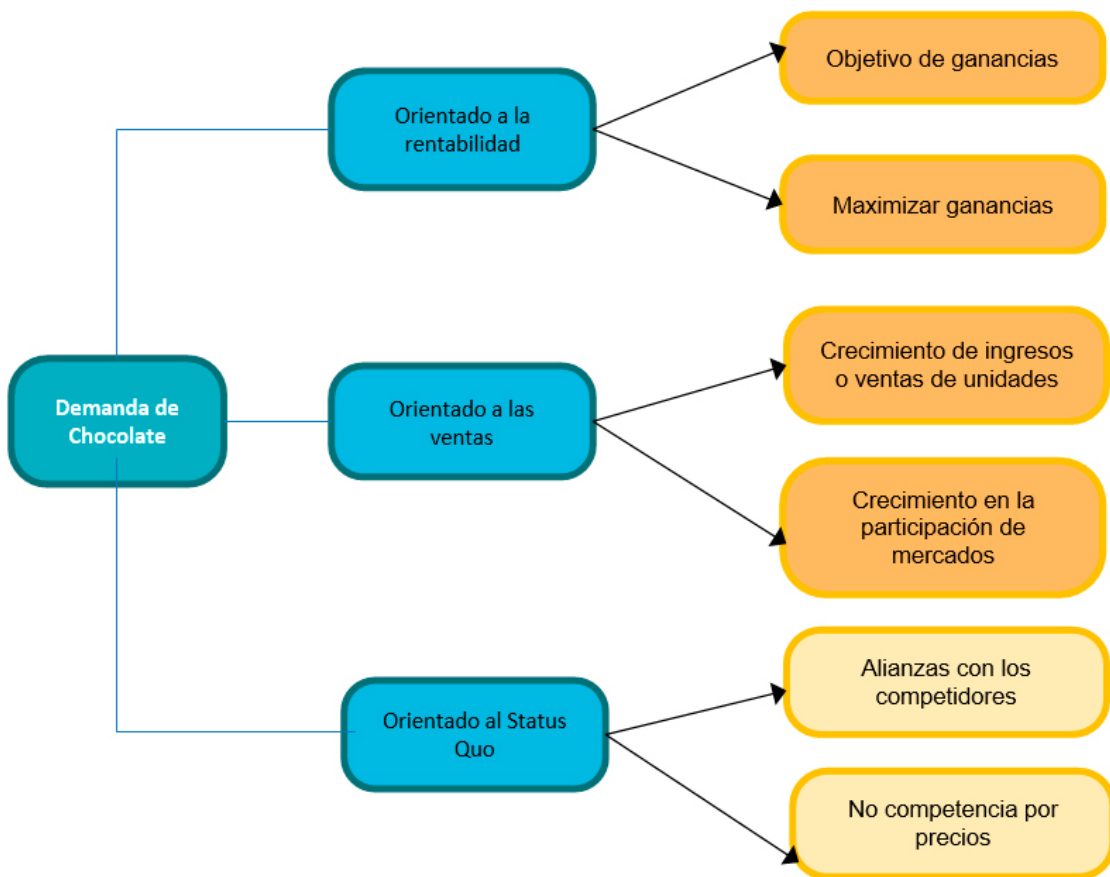 Objetivo de ganancias
Orientado a la
rentabilidad
Maximizar ganancias
Crecimiento de ingresos
o ventas de unidades
Demanda de
Chocolate
Orientado a las
ventas
Crecimiento en la
participación de
mercados
Alianzas con los
competidores
Orientado al Status
Quo
No competencia por
precios